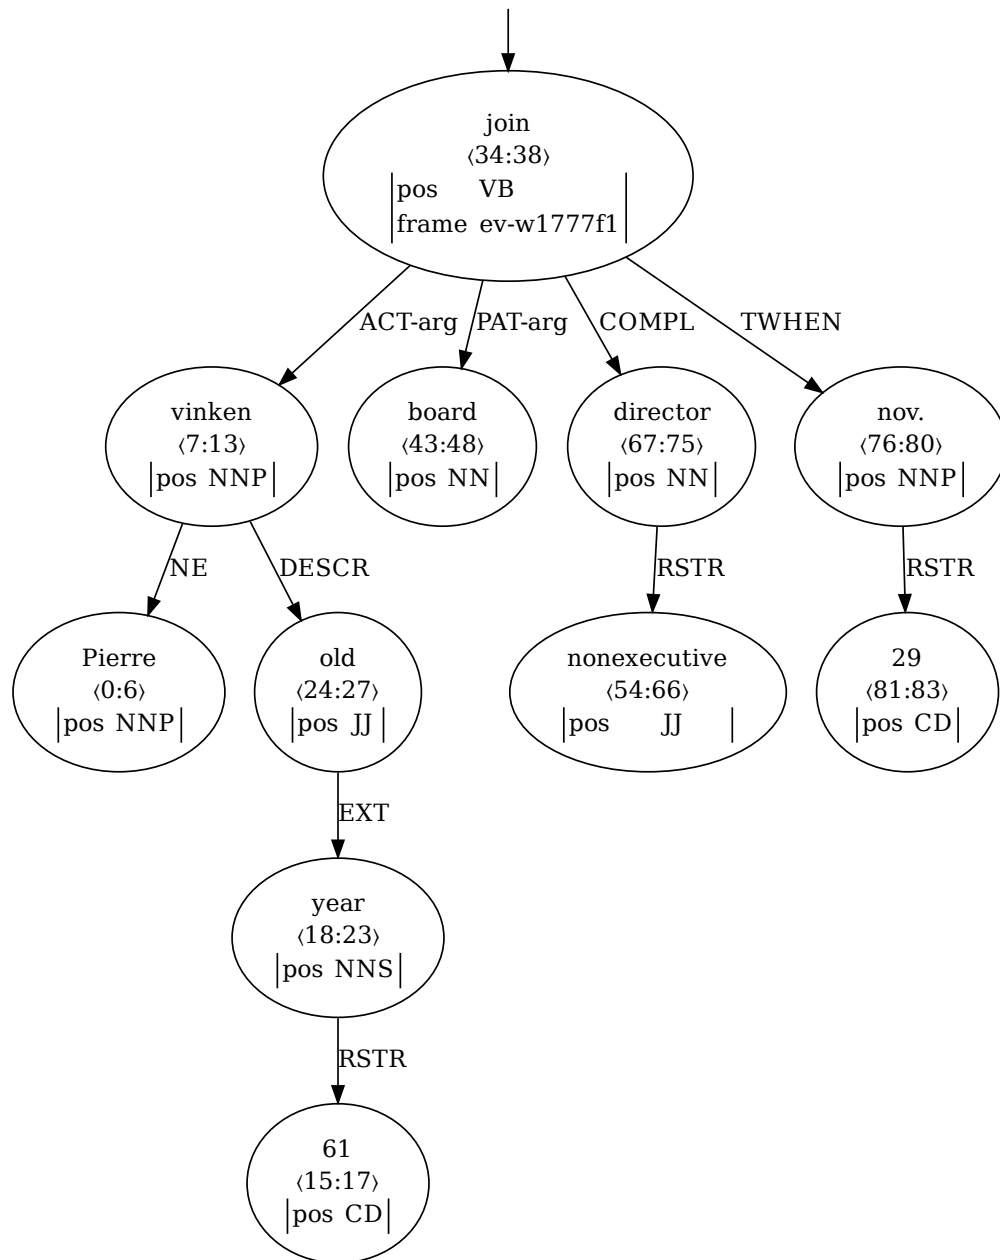 join
⟨34:38⟩
pos VB
frame ev-w1777f1
ACT-arg
PAT-arg
COMPL
TWHEN
vinken
⟨7:13⟩
pos NNP
board
⟨43:48⟩
pos NN
director
⟨67:75⟩
pos NN
nov.
⟨76:80⟩
pos NNP
NE
DESCR
RSTR
RSTR
Pierre
⟨0:6⟩
pos NNP
old
⟨24:27⟩
pos JJ
nonexecutive
⟨54:66⟩
pos JJ
29
⟨81:83⟩
pos CD
EXT
year
⟨18:23⟩
pos NNS
RSTR
61
⟨15:17⟩
pos CD